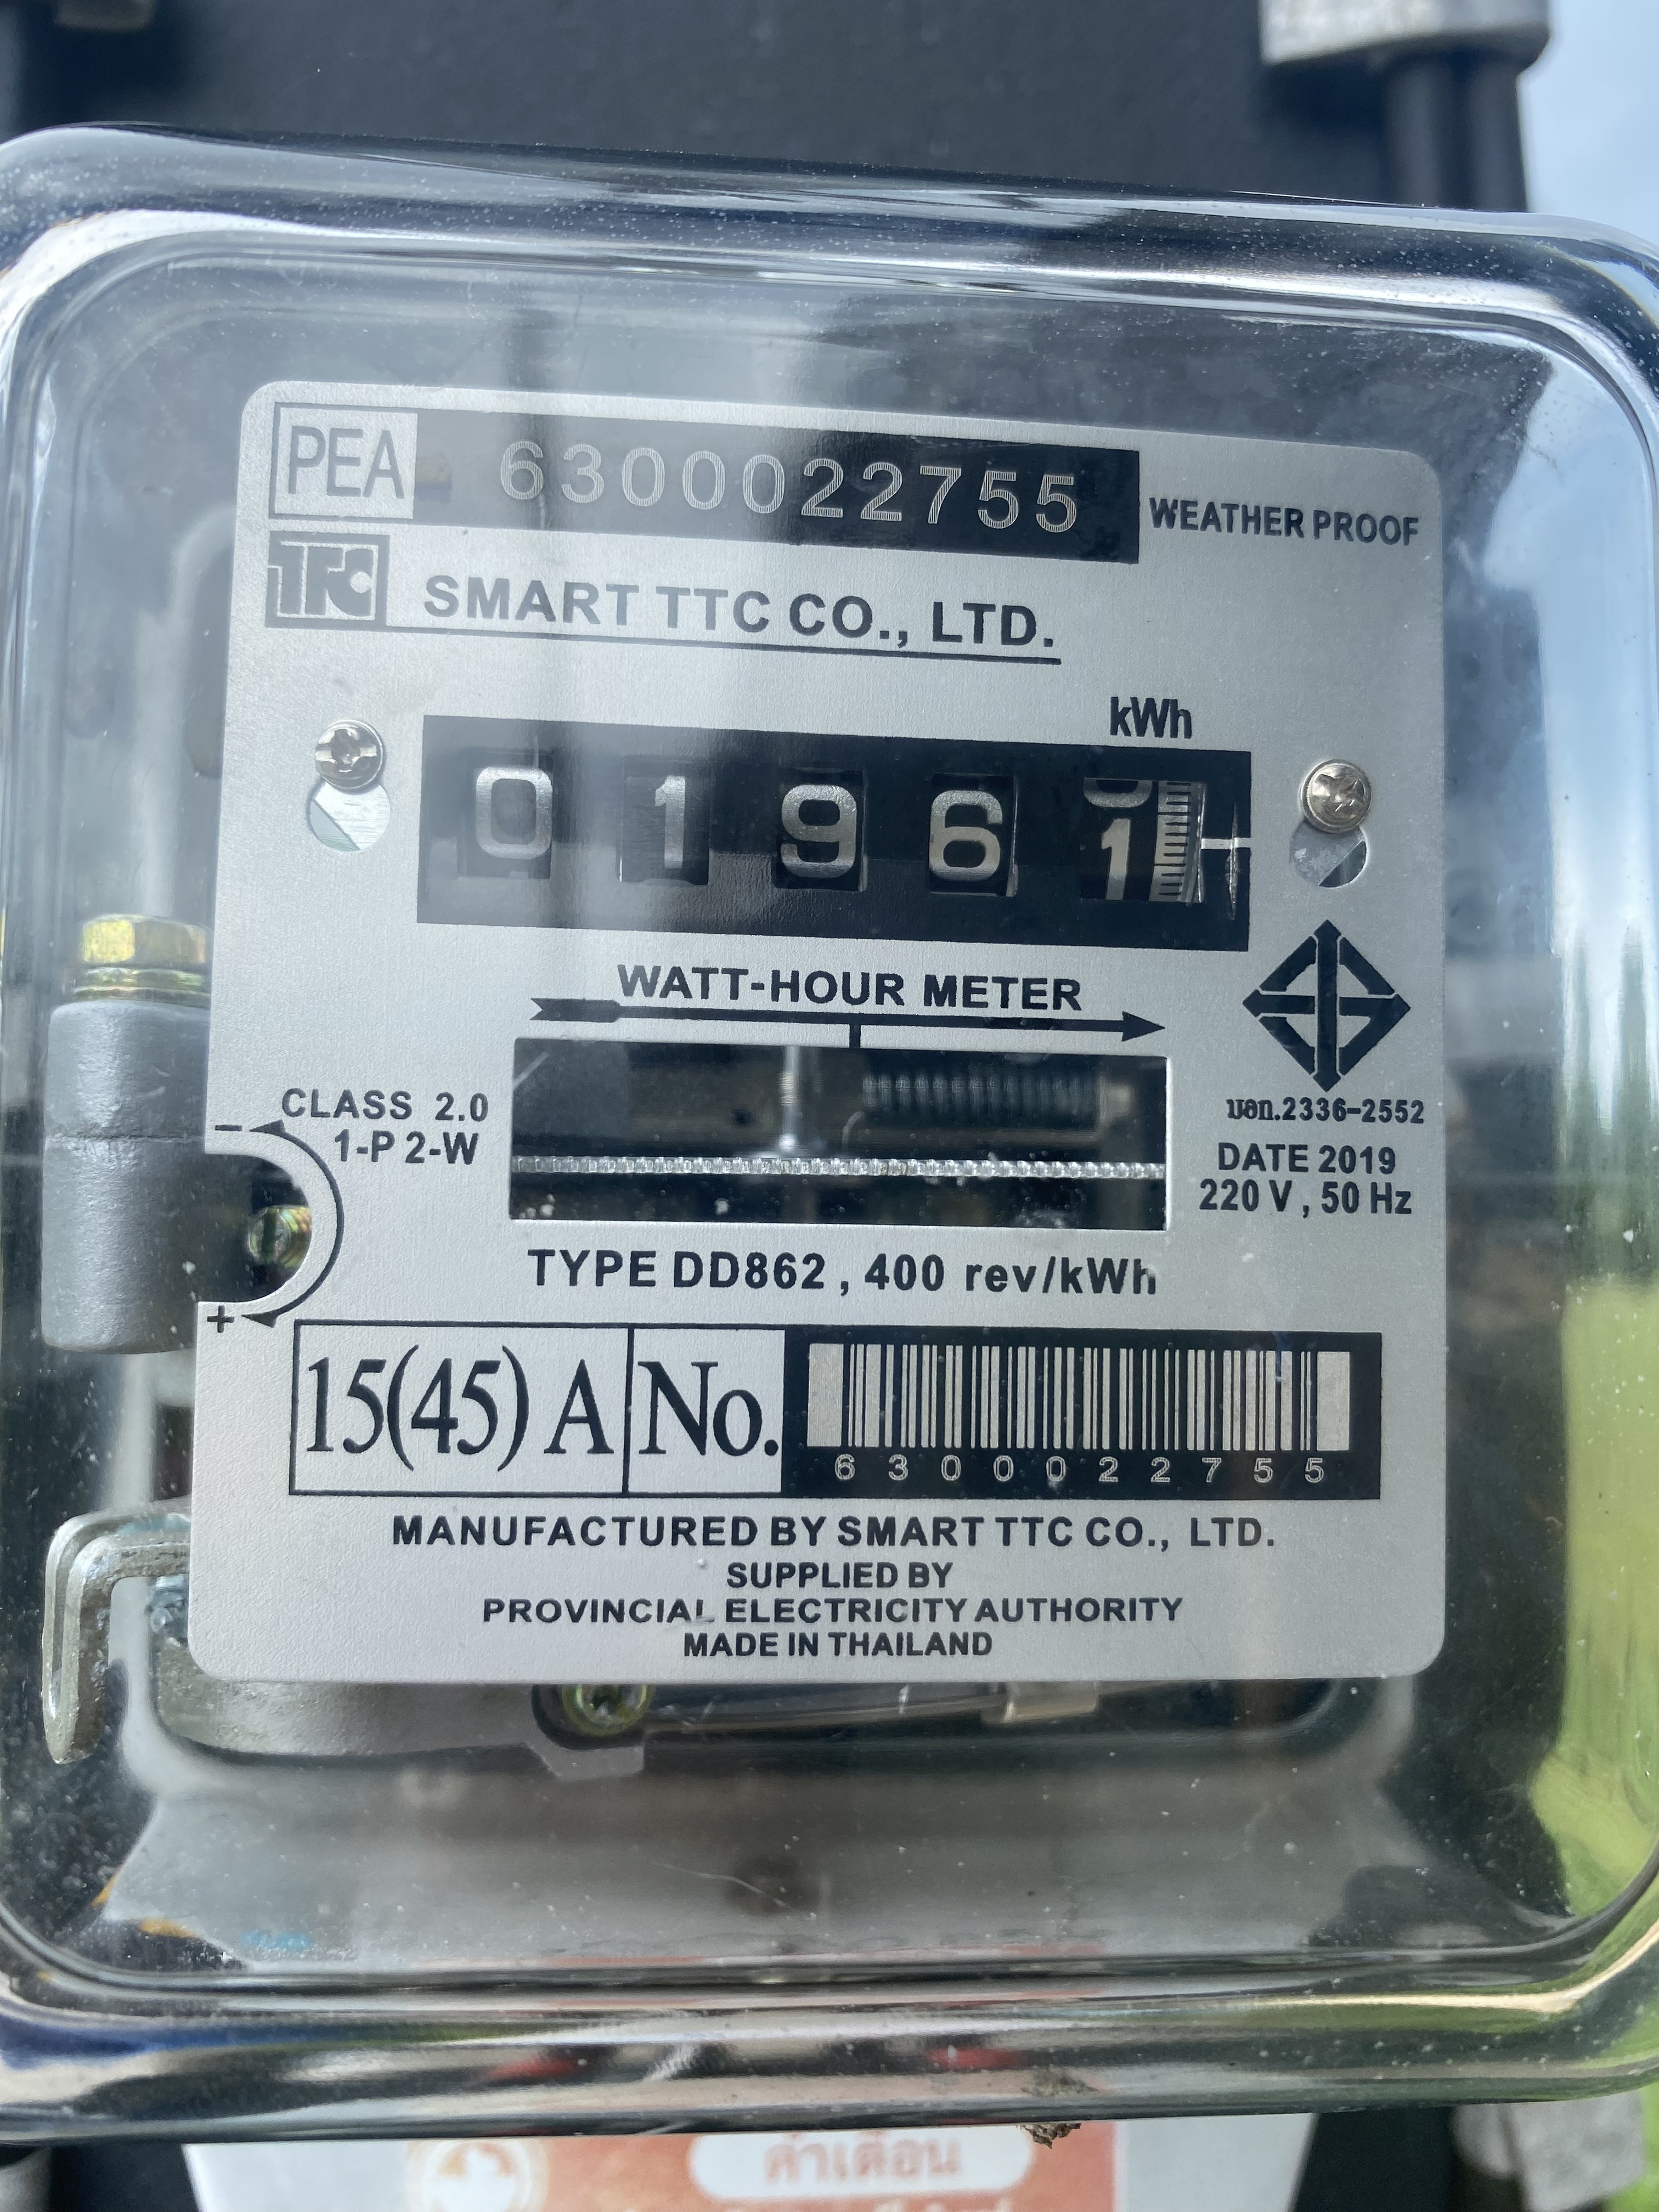 PEA 6300022755 WEATHER PROOF
TTC SMART TTC CO., LTD.
kWh
0 1 9 6 1
WATT-HOUR METER
CLASS 2.0
1-P 2-W
- 
+
มอก.2336-2552
DATE 2019
220 V , 50 Hz
TYPE DD862 , 400 rev/kWh
15(45) A No.
6300022755
MANUFACTURED BY SMART TTC CO., LTD.
SUPPLIED BY
PROVINCIAL ELECTRICITY AUTHORITY
MADE IN THAILAND
คำเตือน